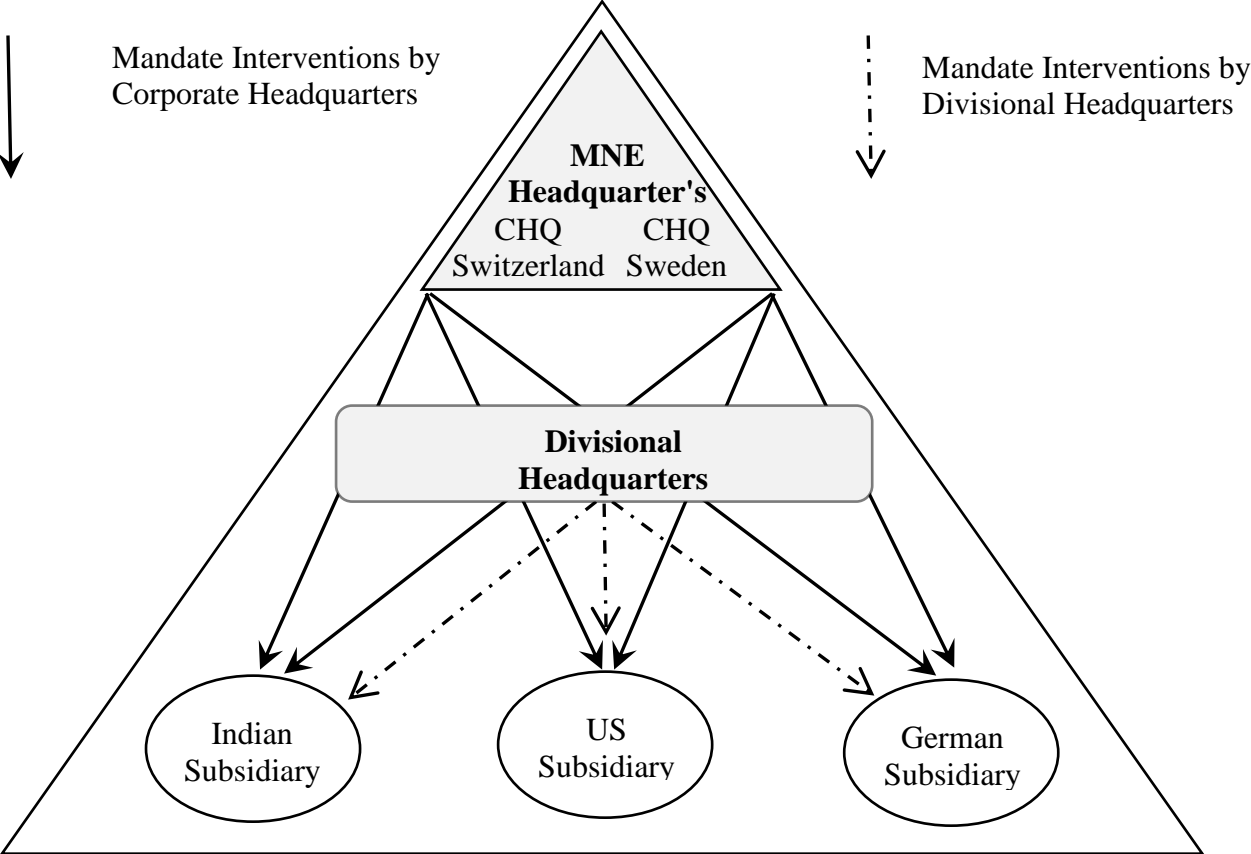 Mandate Interventions by
Corporate Headquarters
Mandate Interventions by
Divisional Headquarters
MNE
Headquarter's
CHQ CHQ
Switzerland Sweden
Divisional
Headquarters
Indian
Subsidiary
US
Subsidiary
German
Subsidiary